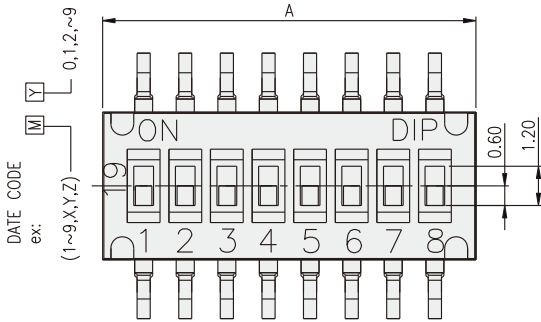 A
Y 0,1,2,~9
M (1~9,X,Y,Z)
DATE CODE
ex:
ON DIP
19
1 2 3 4 5 6 7 8
0.60
1.20